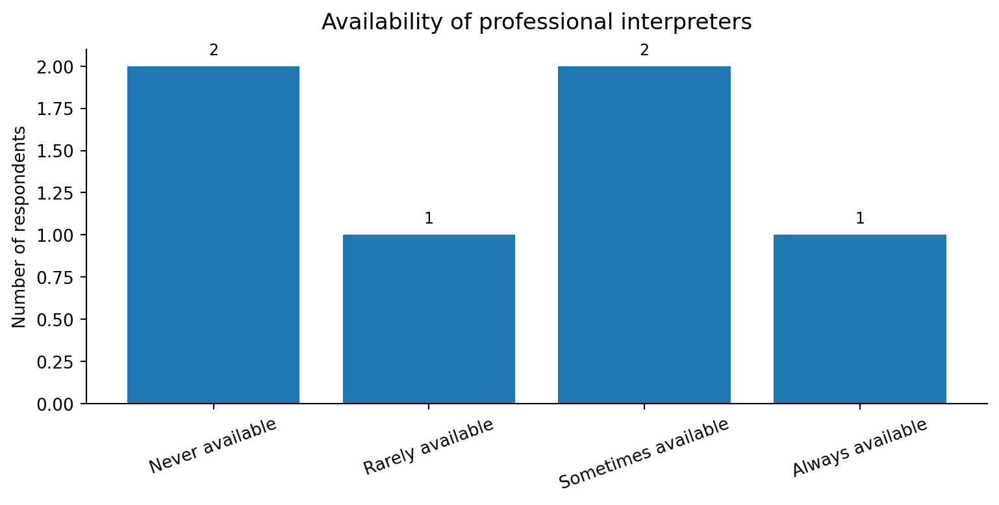 Availability of professional interpreters
Number of respondents
2.00
1.75
1.50
1.25
1.00
0.75
0.50
0.25
0.00
2
1
2
1
Never available
Rarely available
Sometimes available
Always available